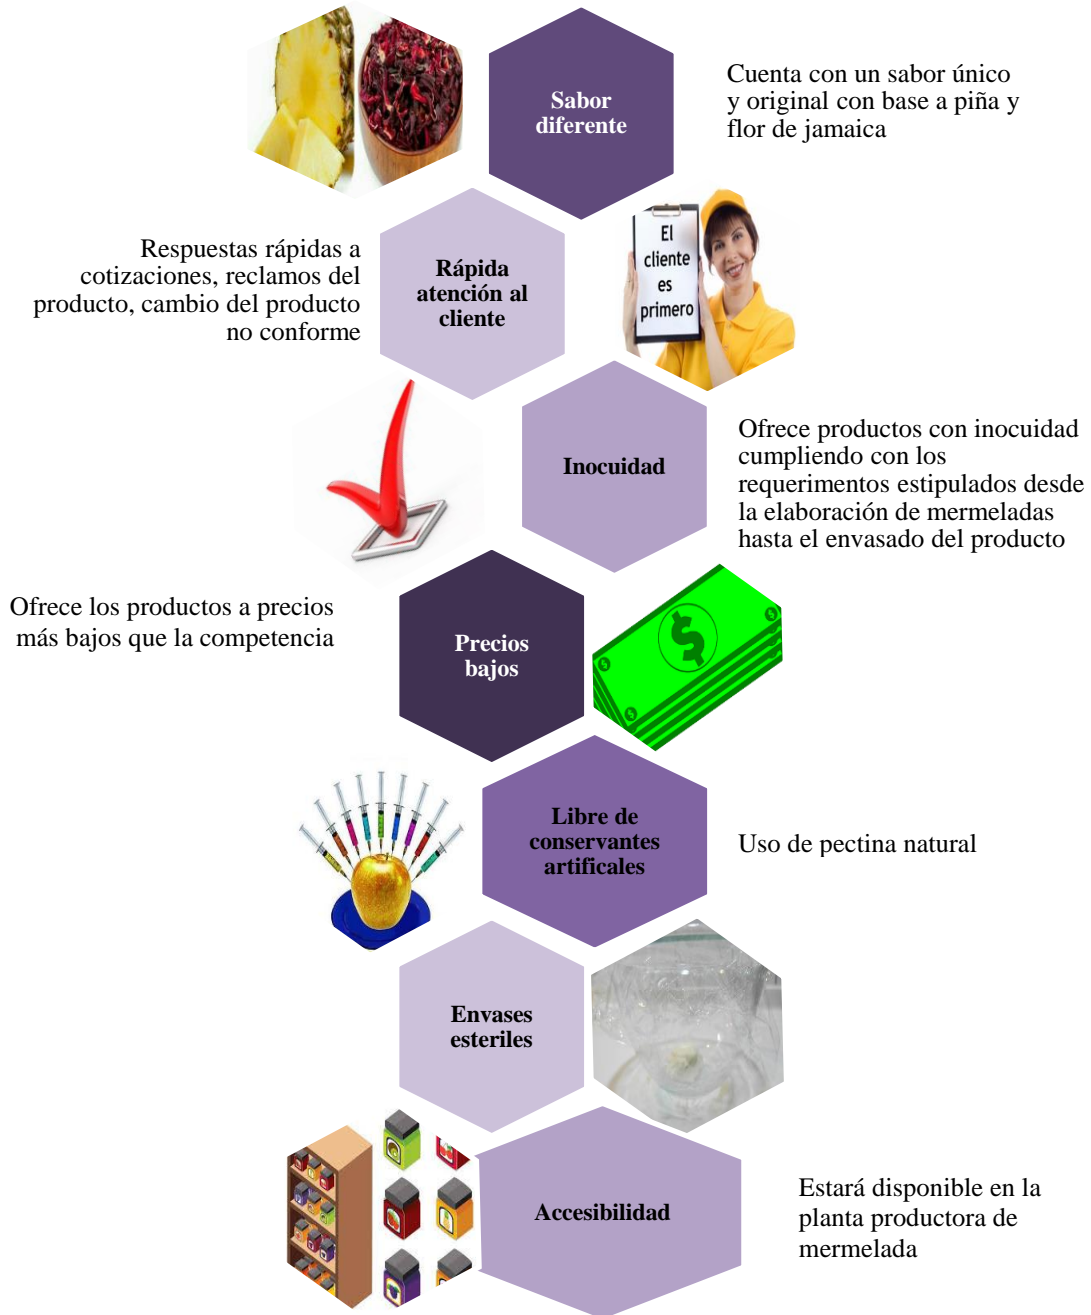 Sabor
diferente
Cuenta con un sabor único
y original con base a piña y
flor de jamaica
Respuestas rápidas a
cotizaciones, reclamos del
producto, cambio del producto
no conforme
Rápida
atención al
cliente
El
cliente
es
primero
Inocuidad
Ofrece productos con inocuidad
cumpliendo con los
requerimentos estipulados desde
la elaboración de mermeladas
hasta el envasado del producto
Ofrece los productos a precios
más bajos que la competencia
Precios
bajos
$
Libre de
conservantes
artificales
Uso de pectina natural
Envases
esteriles
Accesibilidad
Estará disponible en la
planta productora de
mermelada